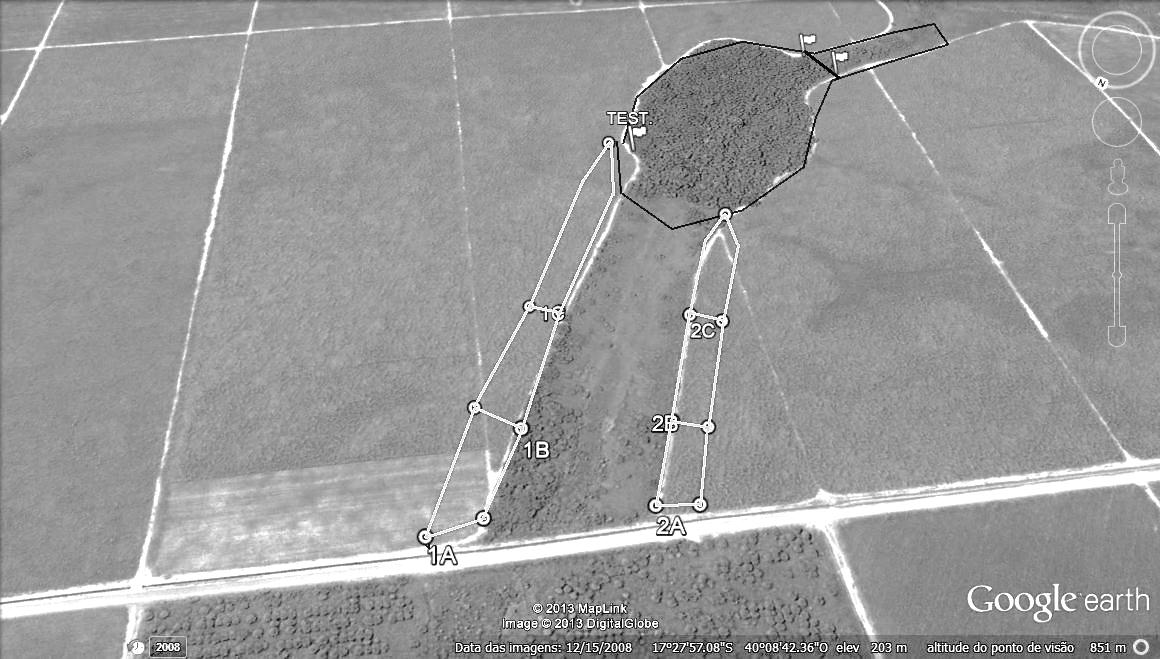 N
TEST.
1C
2C
2B
1B
2A
1A
© 2013 MapLink
Image © 2013 DigitalGlobe
Google earth
2008
Data das imagens: 12/15/2008 17°27'57.08"S 40°08'42.36"O elev 203 m altitude do ponto de visão 851 m